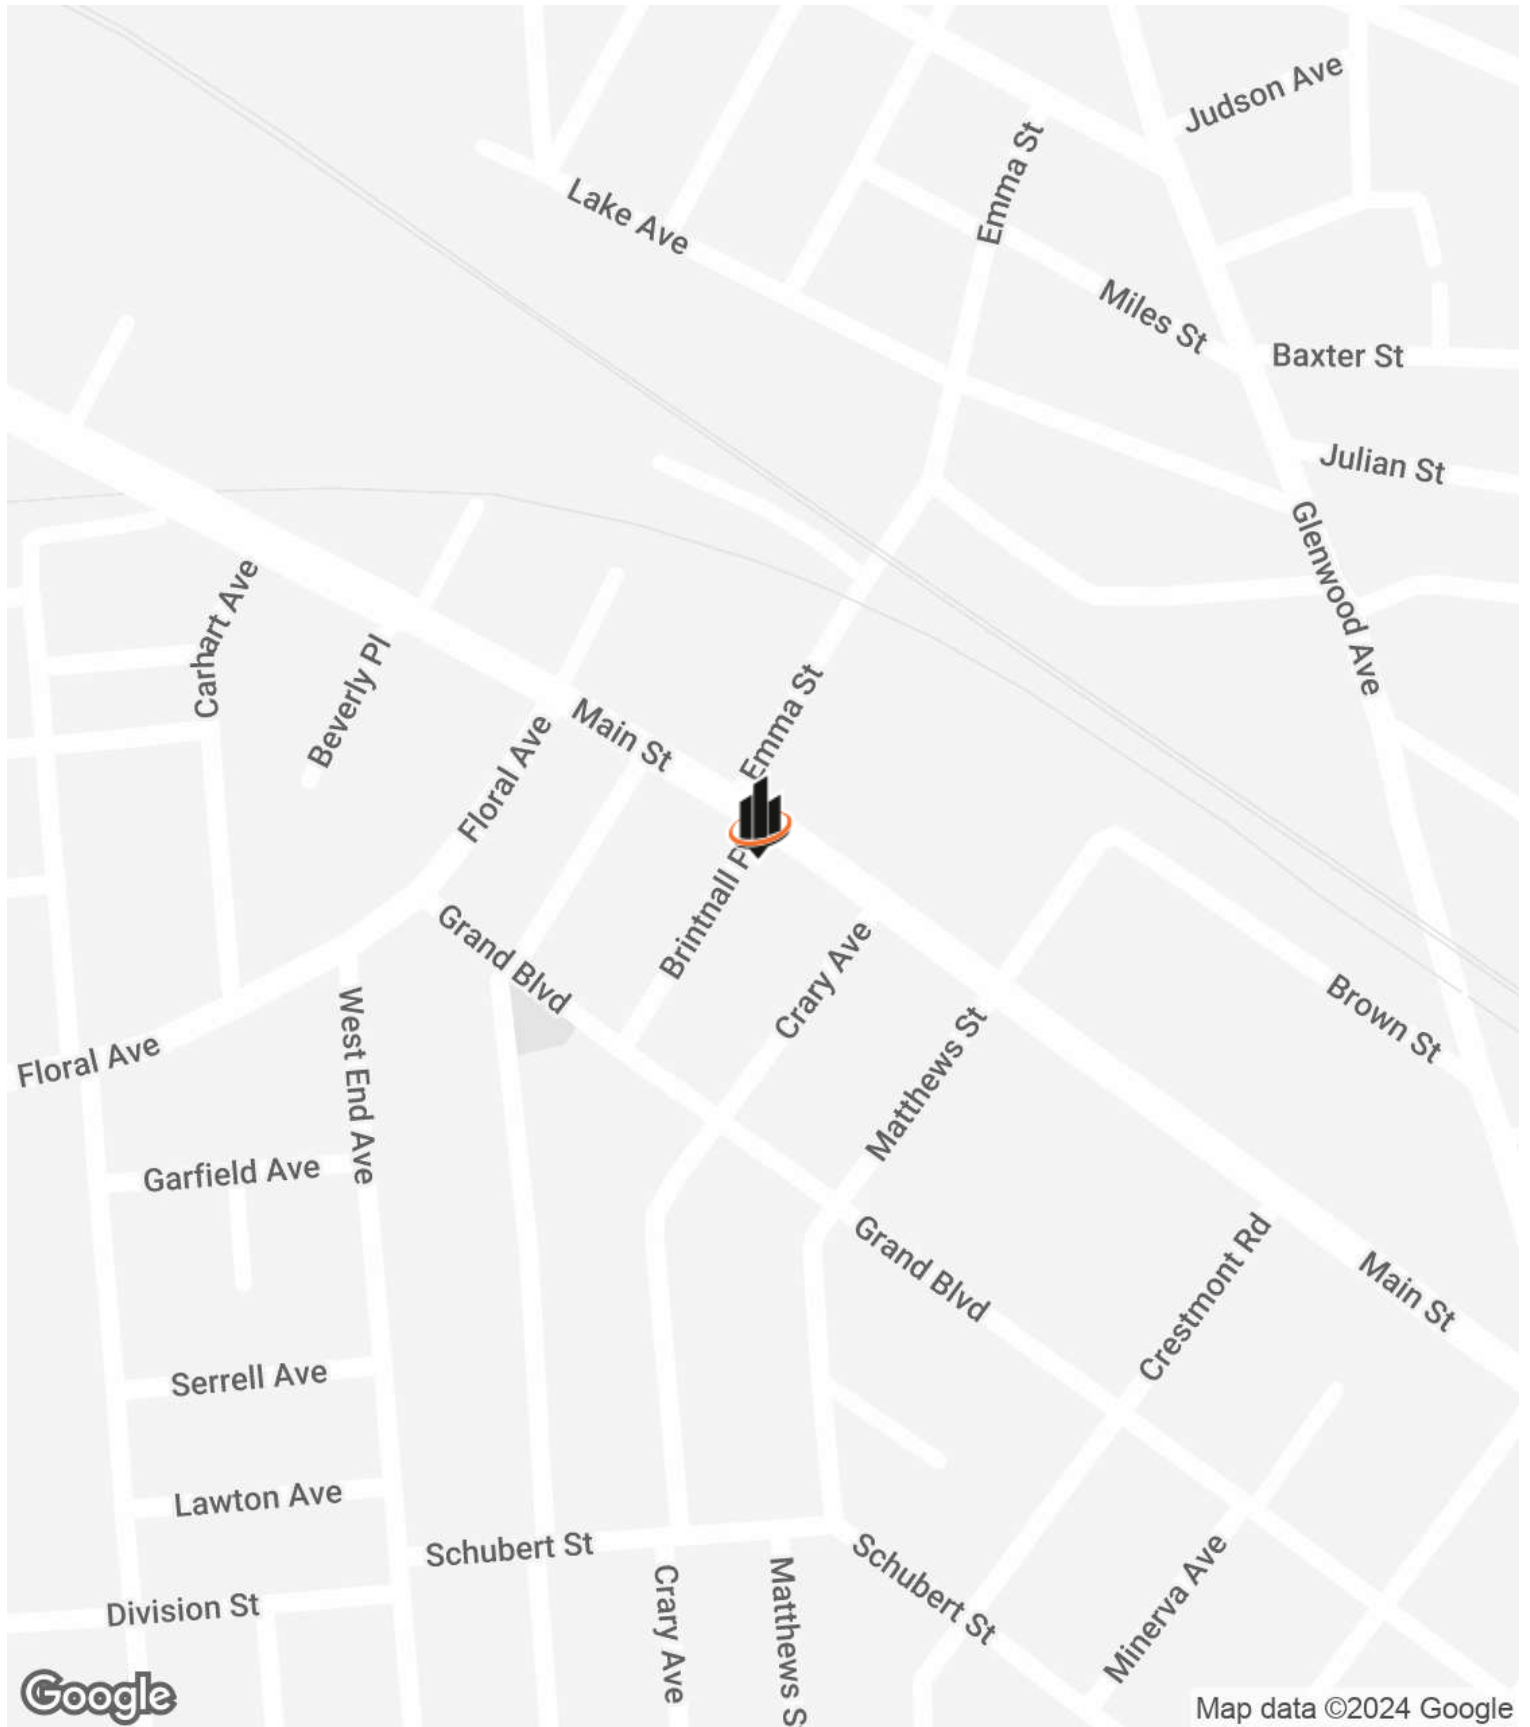 Judson Ave
Emma St
Lake Ave
Miles St
Baxter St
Julian St
Glenwood Ave
Carhart Ave
Beverly Pl
Emma St
Main St
Floral Ave
Brintnall
Grand Blvd
Crary Ave
Brown St
West End Ave
Matthews St
Floral Ave
Garfield Ave
Grand Blvd
Crestmont Rd
Main St
Serrell Ave
Lawton Ave
Schubert St
Schubert St
Minerva Ave
Division St
Crary Ave
Matthews S
Google
Map data ©2024 Google